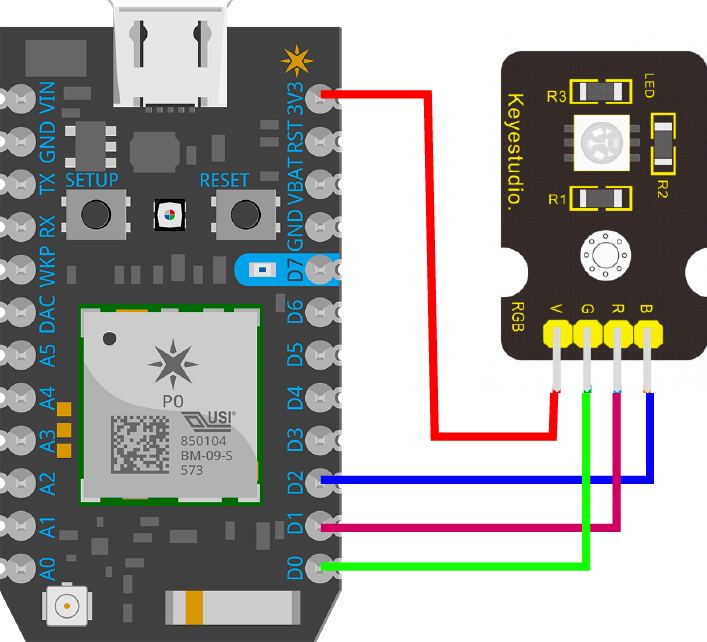 VIN
GND
TX
RX
WKP
DAC
A5
A4
A3
A2
A1
A0
SETUP
RESET
3V3
RST
VBAT
GND
D7
D6
D5
D4
D3
D2
D1
D0
P0
USI®
850104
BM-09-S
573
Keyestudio.
R3
LED
R2
R1
RGB
V
G
R
B